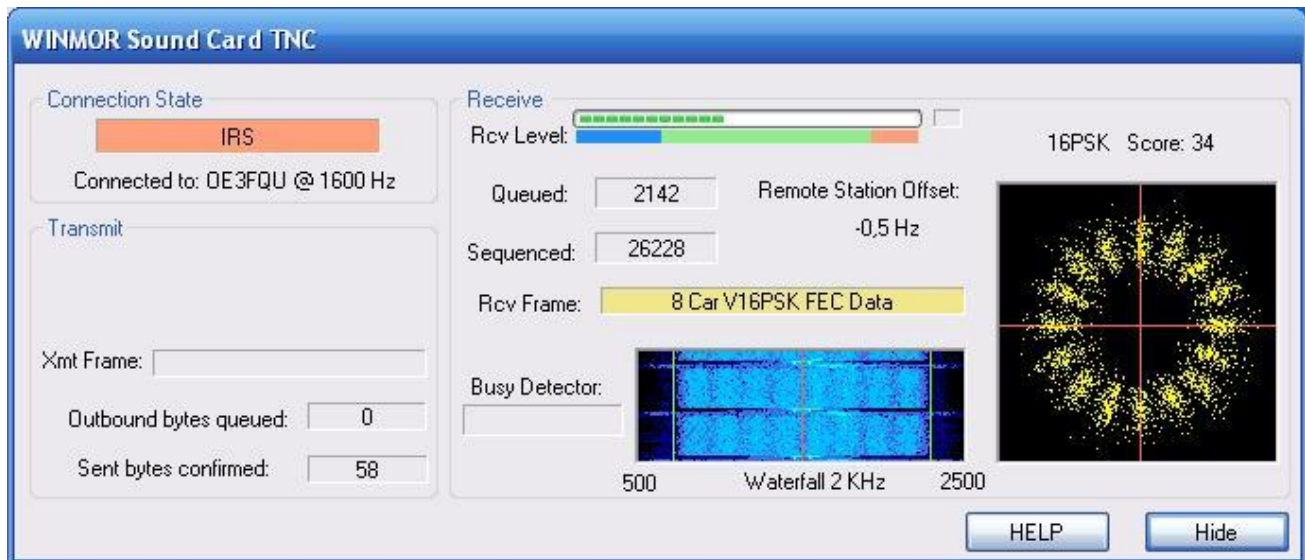 WINMOR Sound Card TNC
Connection State
IRS
Connected to: OE3FQU @ 1600 Hz
Transmit
Xmt Frame:
Outbound bytes queued: 0
Sent bytes confirmed: 58
Receive
Rcv Level:
Queued: 2142
Sequenced: 26228
Remote Station Offset:
-0,5 Hz
Rcv Frame: 8 Car V16PSK FEC Data
Busy Detector:
500 Waterfall 2 KHz 2500
16PSK Score: 34
HELP Hide